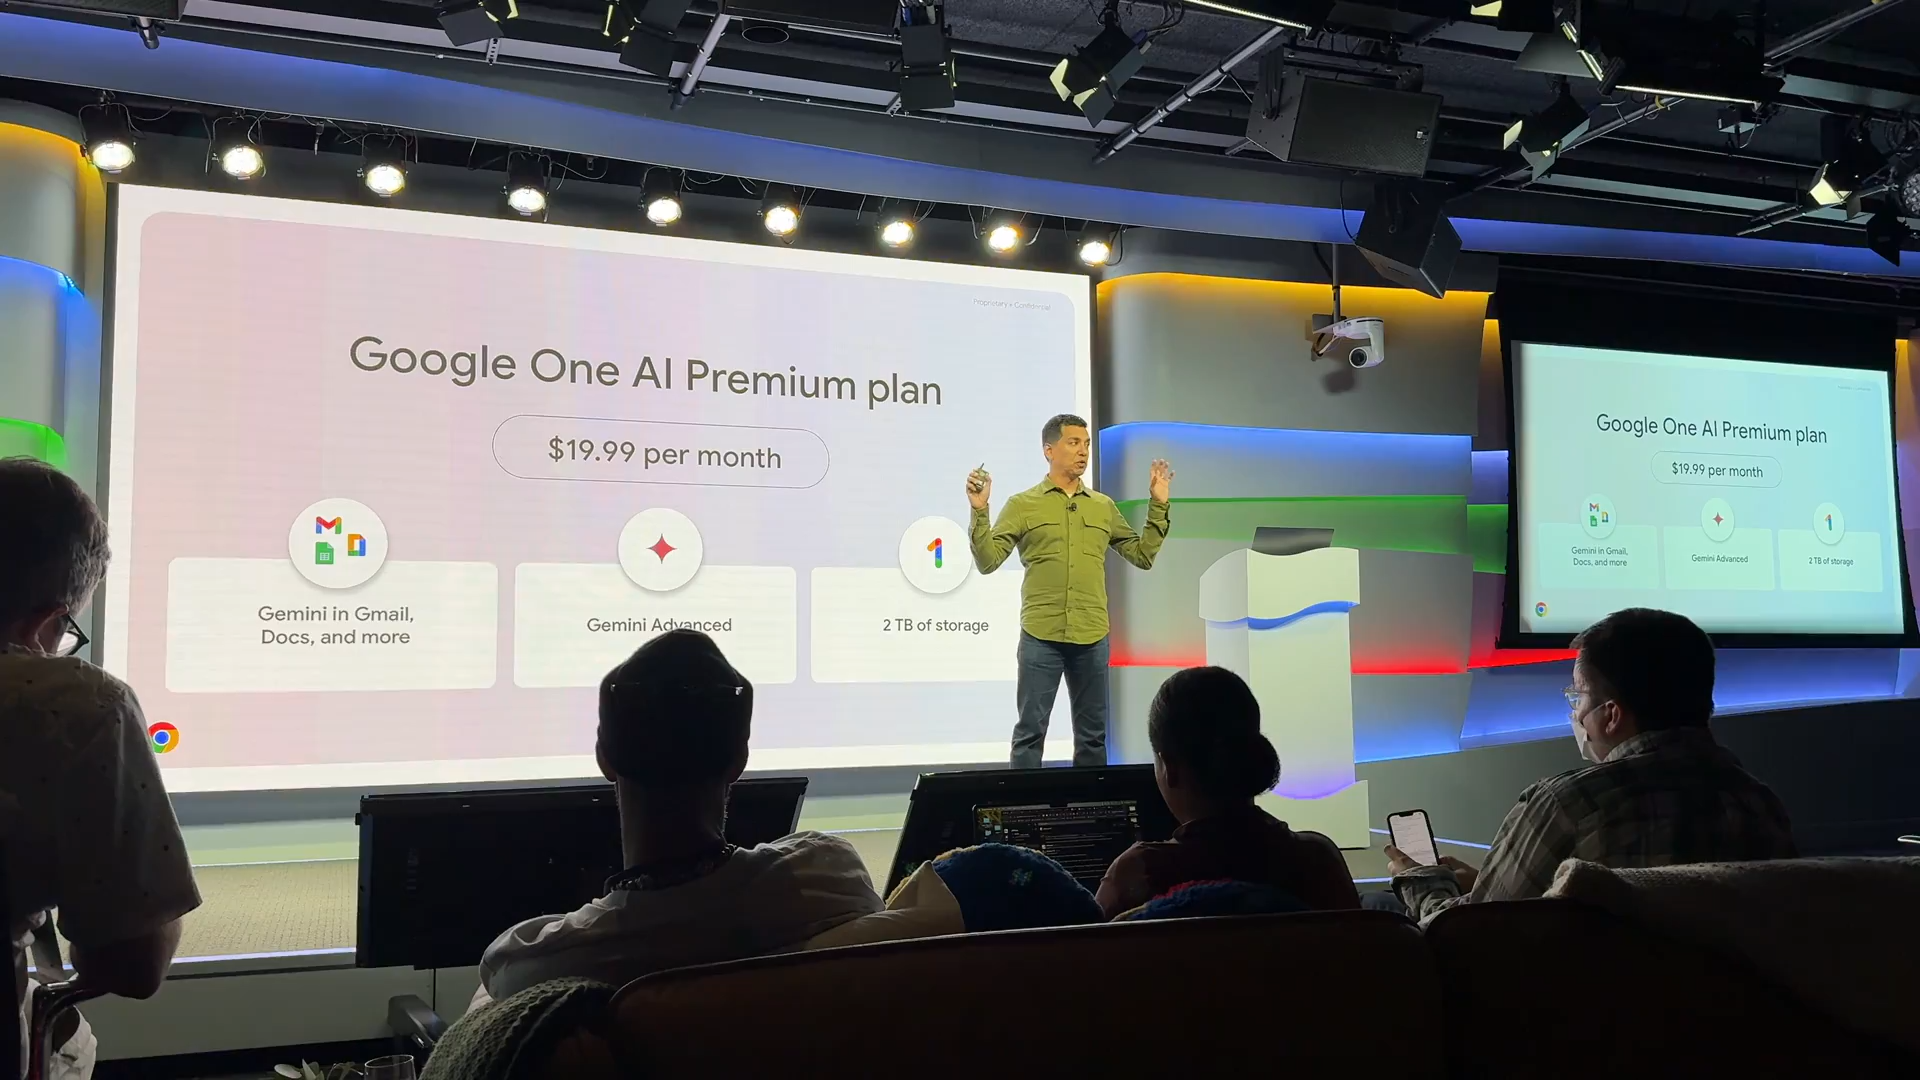 Proprietary + Confidential
Google One AI Premium plan
$19.99 per month
Gemini in Gmail,
Docs, and more
Gemini Advanced
2 TB of storage
Google One AI Premium plan
$19.99 per month
Gemini in Gmail,
Docs, and more
Gemini Advanced
2 TB of storage